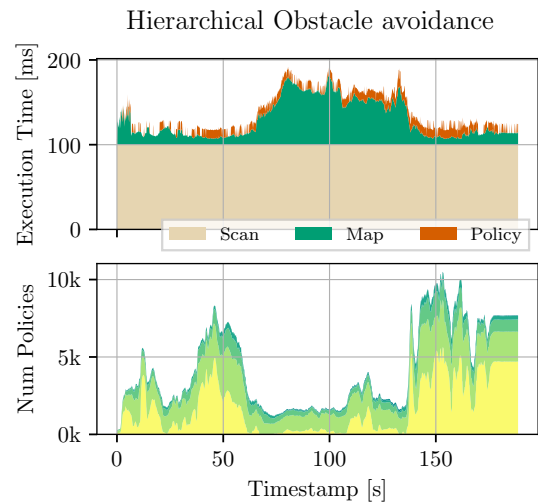 Hierarchical Obstacle avoidance
Execution Time [ms]
200
100
0
Scan Map Policy
Num Policies
10k
5k
0k
0 50 100 150
Timestamp [s]